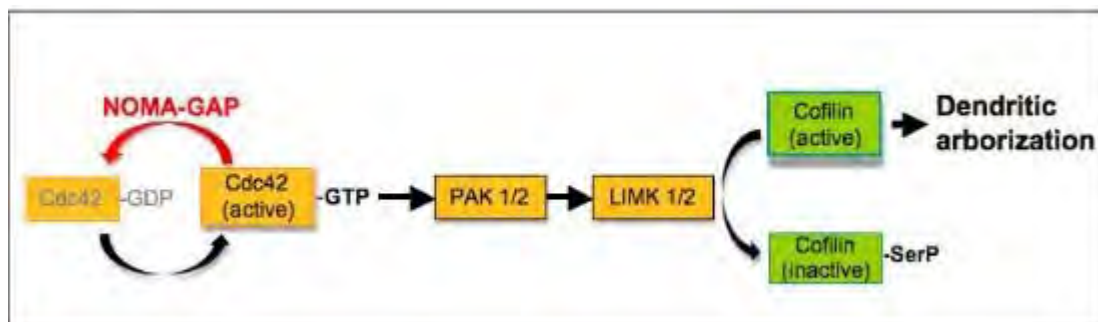 NOMA-GAP
Cdc42
-GDP
Cdc42
(active)
-GTP
PAK 1/2
LIMK 1/2
Cofilin
(active)
Dendritic
arborization
Cofilin
(inactive)
-SerP